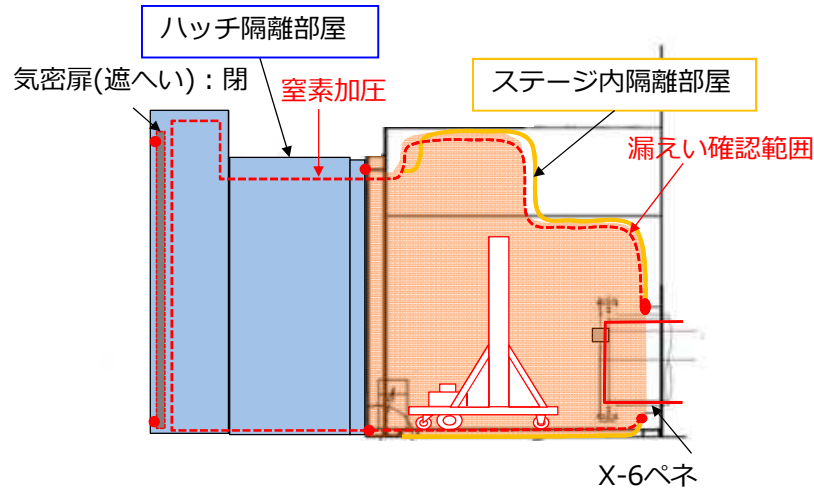 ハッチ隔離部屋
気密扉(遮へい)：閉
窒素加圧
ステージ内隔離部屋
漏えい確認範囲
X-6ペネ